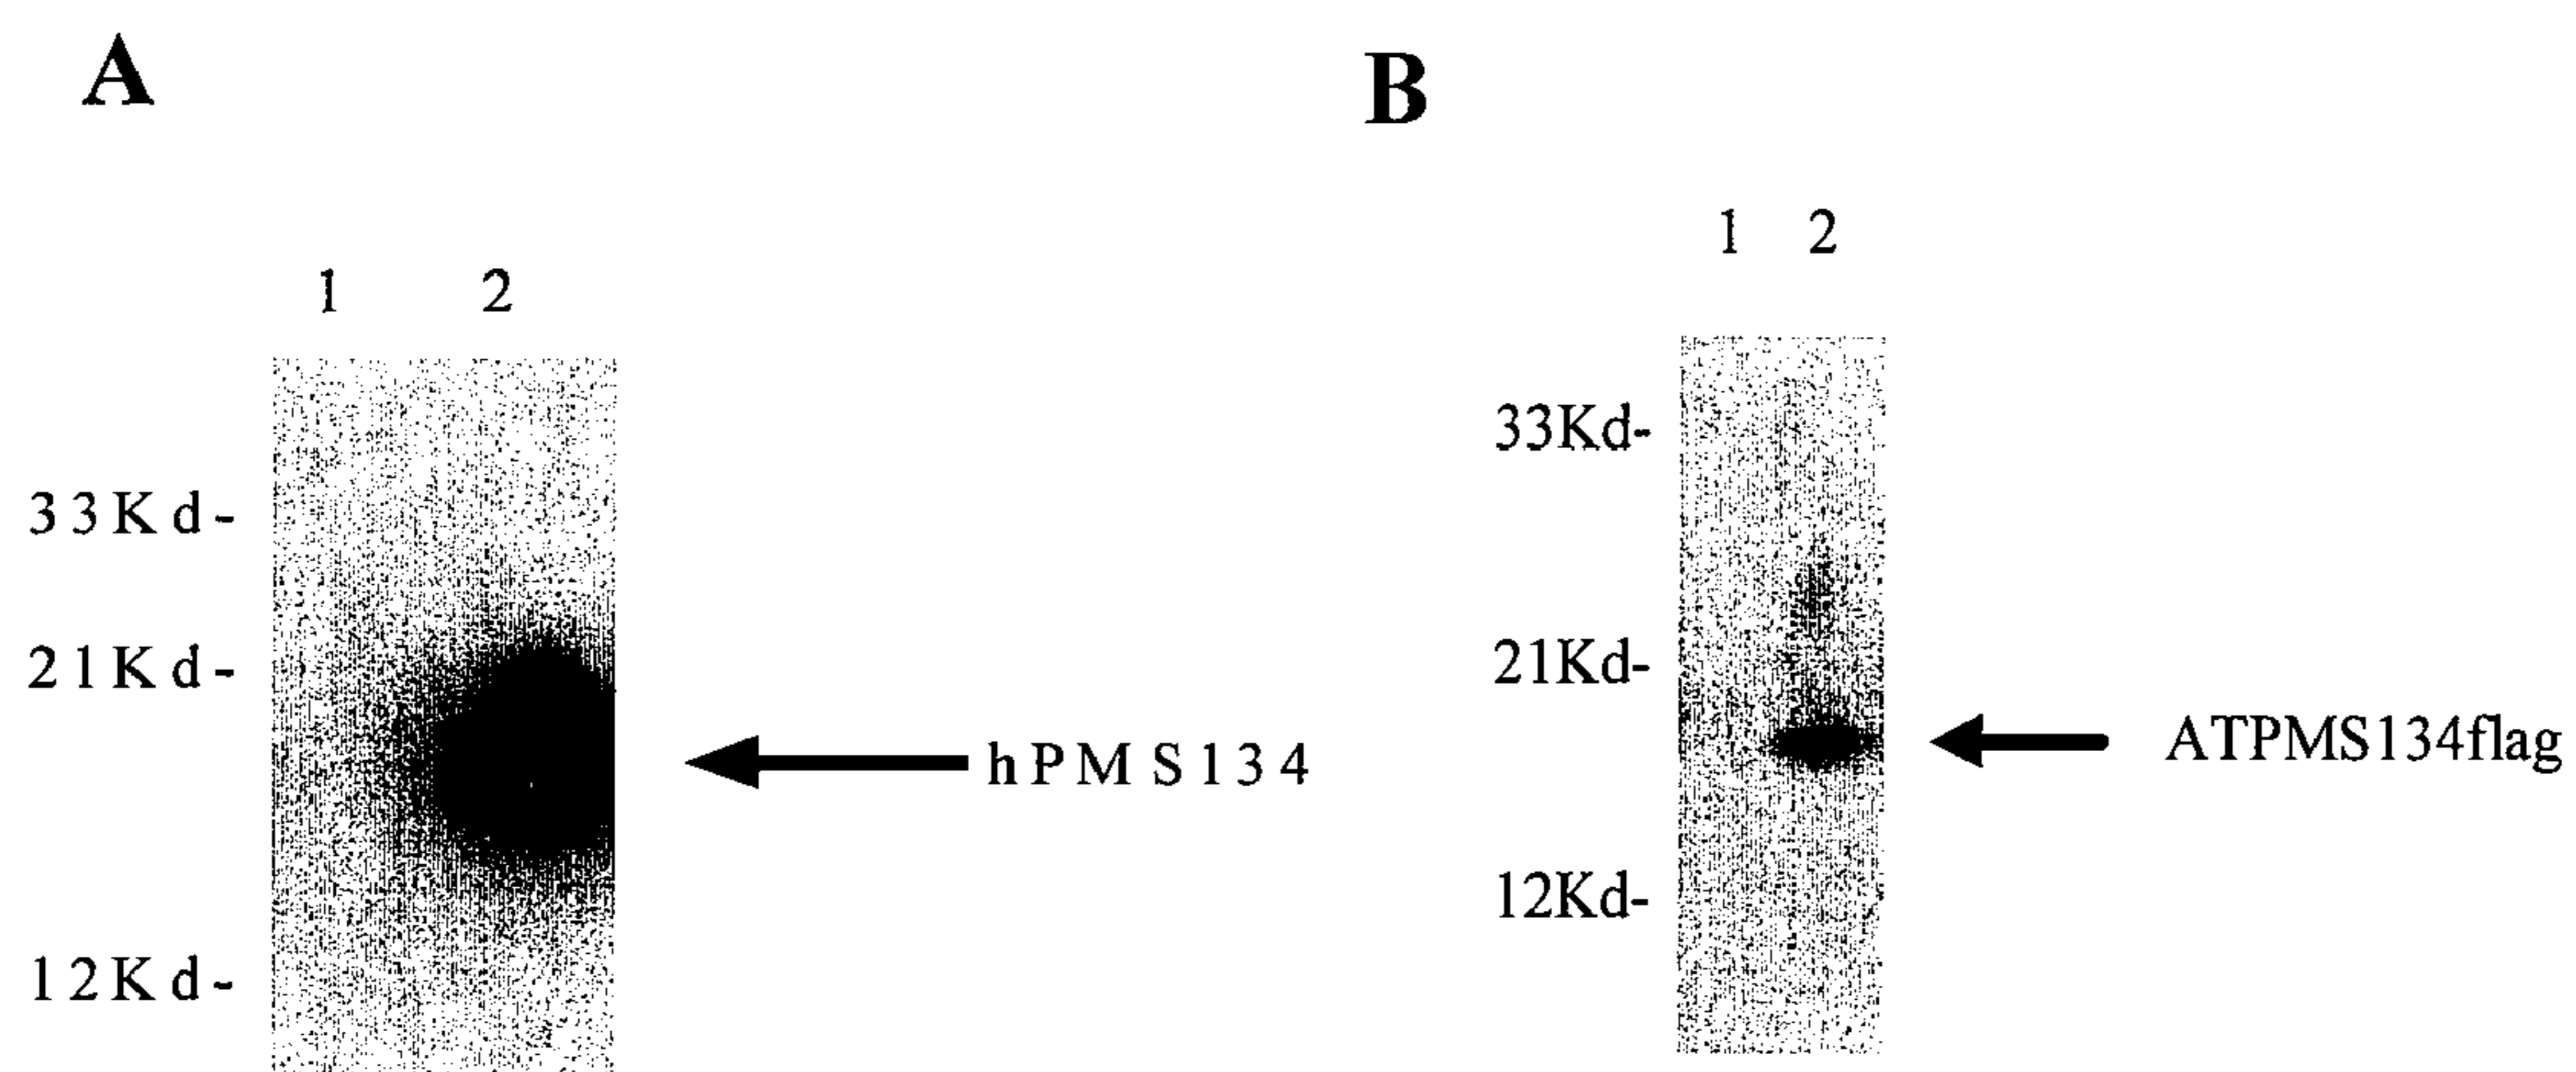 A
1 2
33Kd-
21Kd-
hPMS134
12Kd-
B
1 2
33Kd-
21Kd-
ATPMS134flag
12Kd-